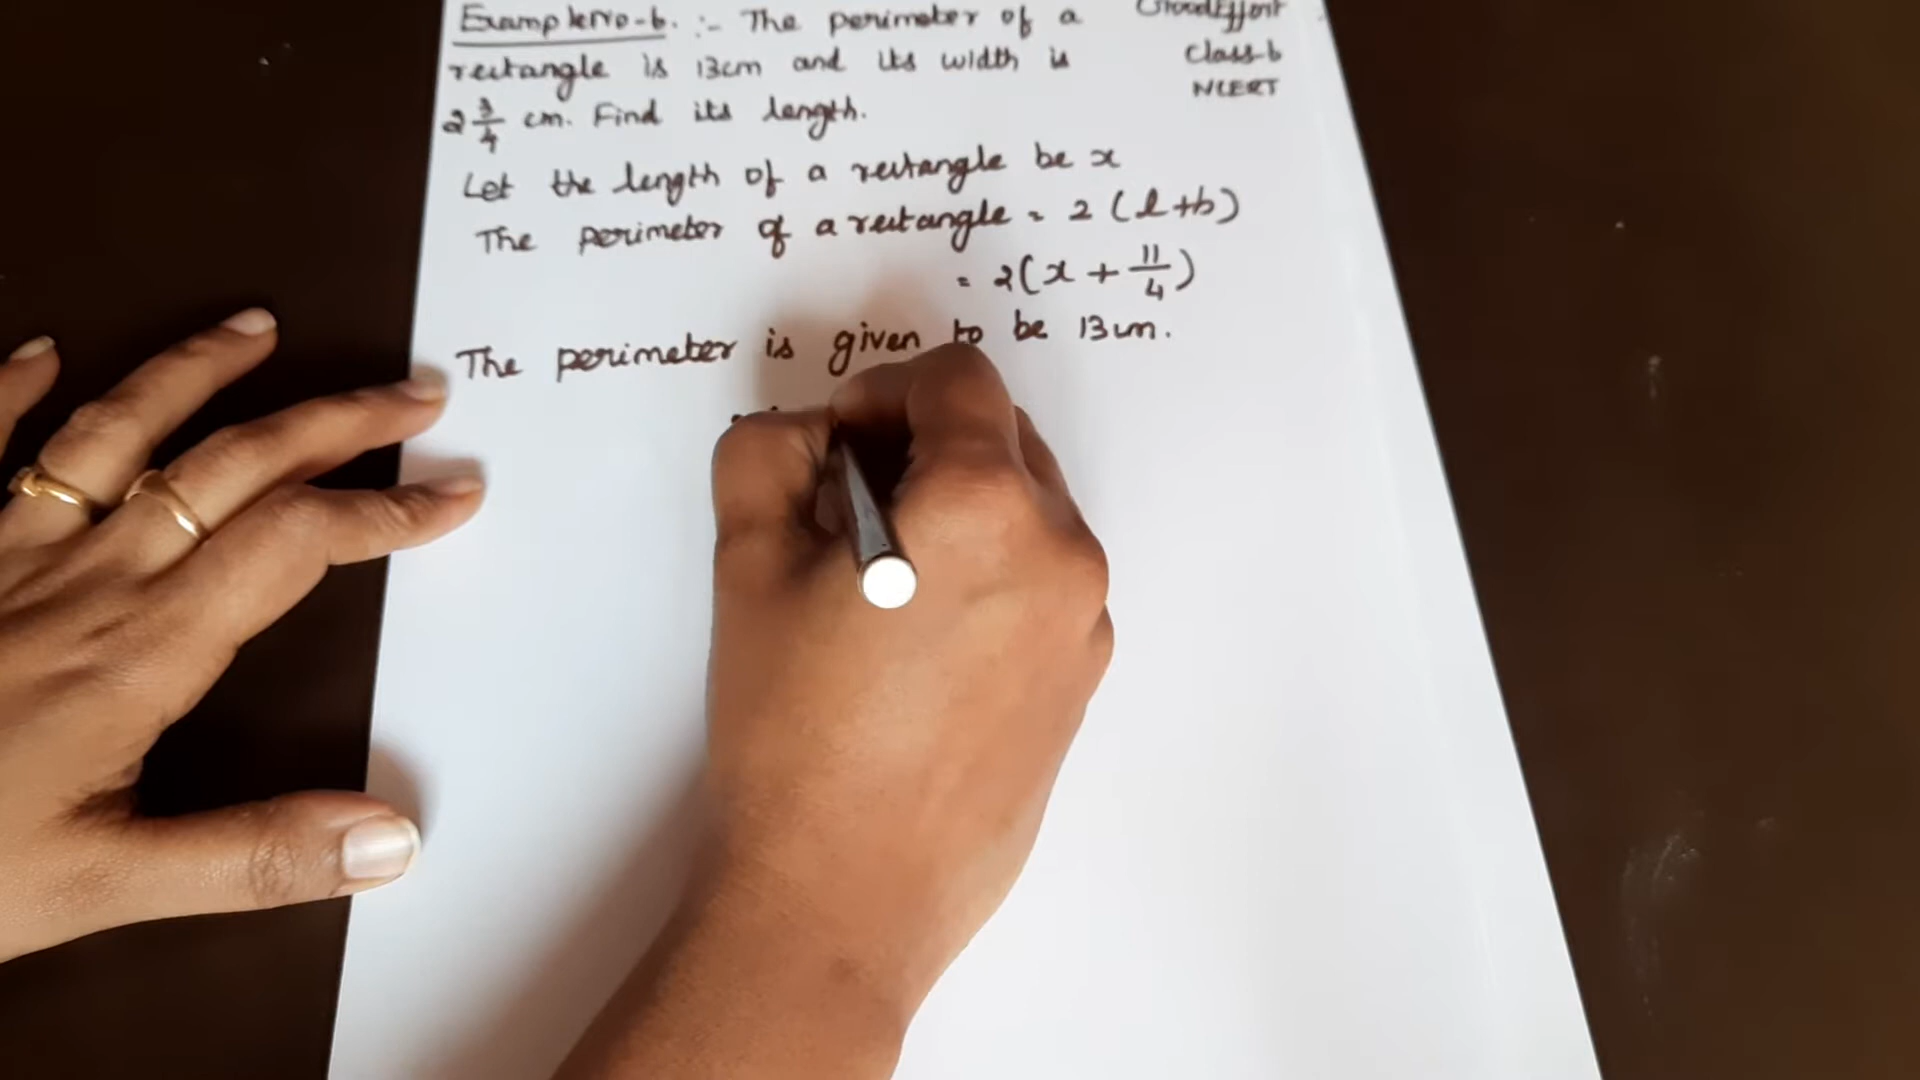 Example No-6. :- The perimeter of a
rectangle is 13cm and its width is
2 3/4 cm. Find its length.
GroodEffort
Class-6
NCERT
Let the length of a rectangle be x
The perimeter of a rectangle = 2 (l+b)
= 2(x + 11/4)
The perimeter is given to be 13cm.